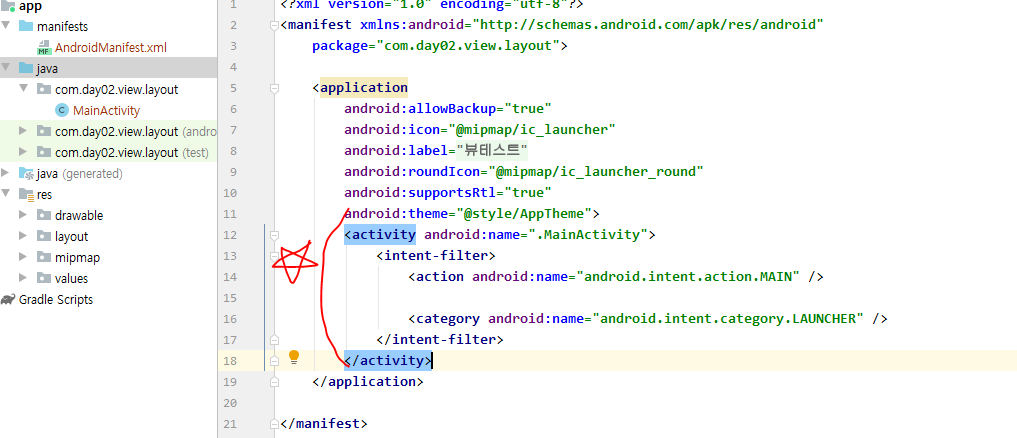 app
manifests
AndroidManifest.xml
java
com.day02.view.layout
MainActivity
com.day02.view.layout (andro
com.day02.view.layout (test)
java (generated)
res
drawable
layout
mipmap
values
Gradle Scripts
1 <?xml version="1.0" encoding="utf-8"?>
2 <manifest xmlns:android="http://schemas.android.com/apk/res/android"
3 package="com.day02.view.layout">
4
5 <application
6 android:allowBackup="true"
7 android:icon="@mipmap/ic_launcher"
8 android:label="뷰테스트"
9 android:roundIcon="@mipmap/ic_launcher_round"
10 android:supportsRtl="true"
11 android:theme="@style/AppTheme">
12 <activity android:name=".MainActivity">
13 <intent-filter>
14 <action android:name="android.intent.action.MAIN" />
15
16 <category android:name="android.intent.category.LAUNCHER" />
17 </intent-filter>
18 </activity>
19 </application>
20
21 </manifest>